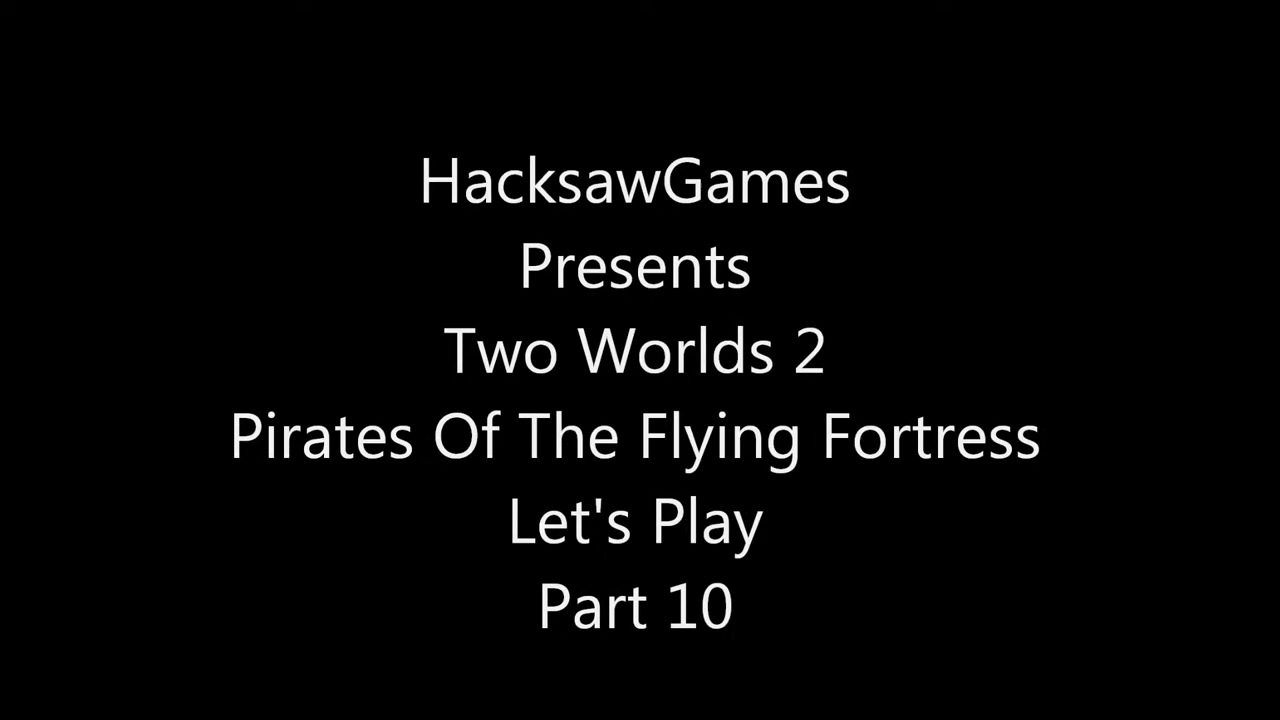 HacksawGames
Presents
Two Worlds 2
Pirates Of The Flying Fortress
Let's Play
Part 10